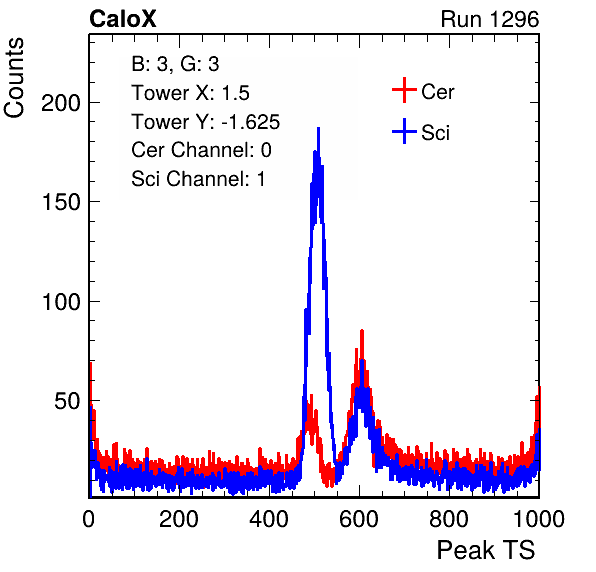 CaloX Run 1296
Counts
B: 3, G: 3
Tower X: 1.5
Tower Y: -1.625
Cer Channel: 0
Sci Channel: 1
Cer
Sci
200
150
100
50
0 200 400 600 800 1000
Peak TS